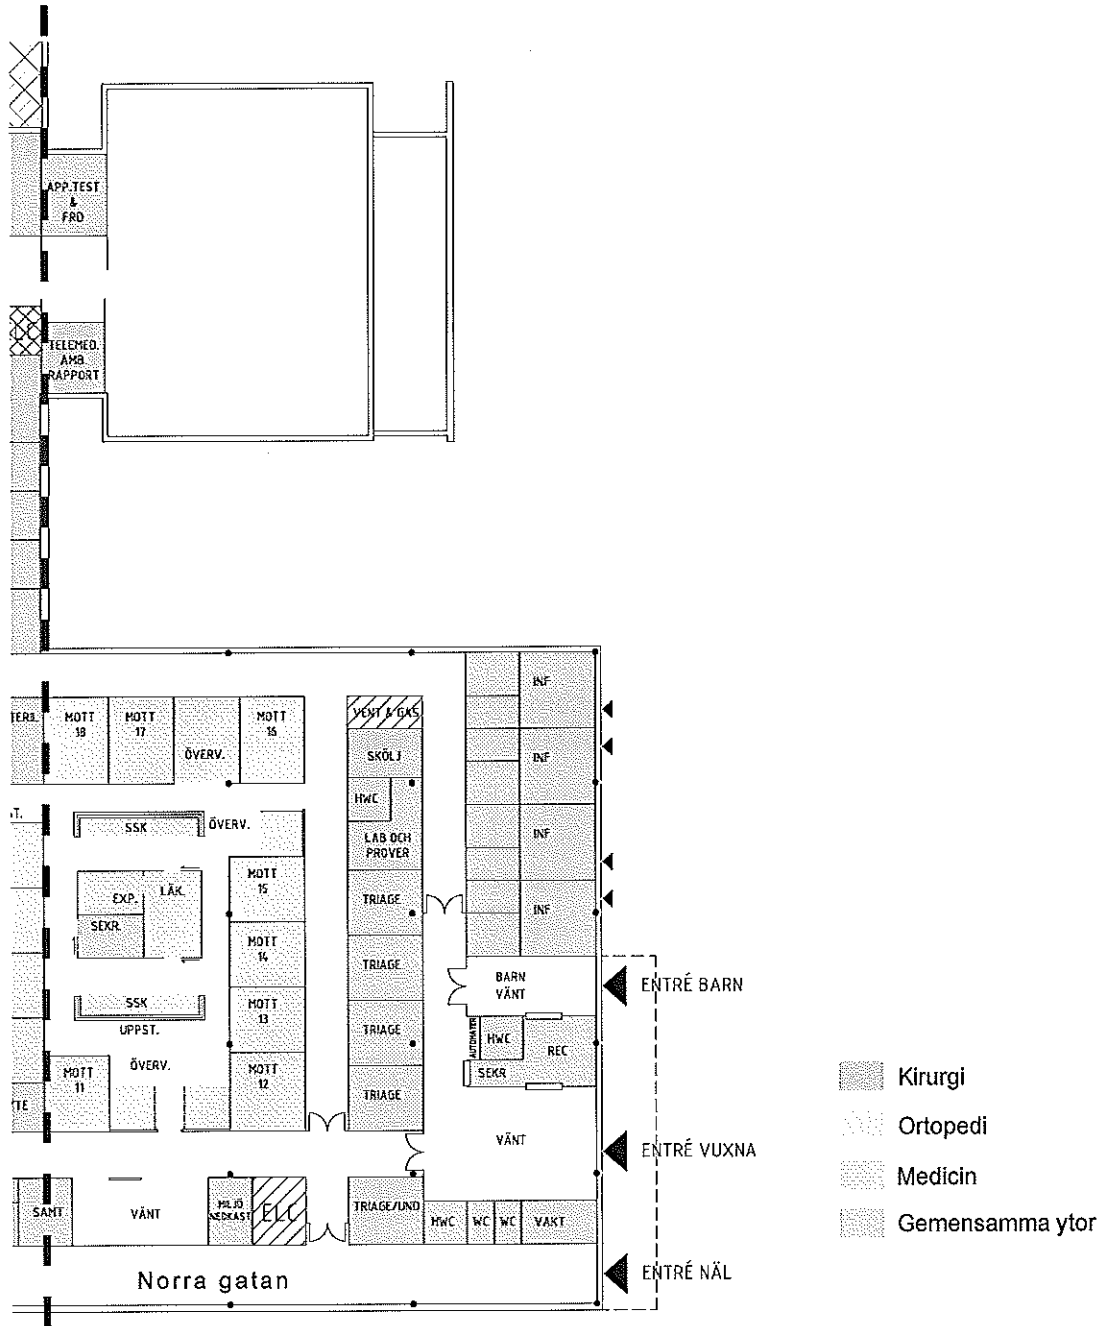 APP.TEST
&
FRD
TELEMED.
AMB.
RAPPORT
VENT & GAS
INF
MOTT
18
MOTT
17
ÖVERV.
MOTT
16
SKÖLJ
INF
HWC
SSK
ÖVERV.
LAB OCH
PROVER
INF
EXP.
LÄK.
MOTT
15
TRIAGE
INF
SEKR.
MOTT
14
TRIAGE
BARN
VÄNT
ENTRÉ BARN
SSK
UPPST.
MOTT
13
TRIAGE
AUTOMATER
HWC
REC
SEKR
MOTT
11
ÖVERV.
MOTT
12
TRIAGE
VÄNT
ENTRÉ VUXNA
Kirurgi
Ortopedi
Medicin
Gemensamma ytor
SAMT
VÄNT
MILJÖ
NEDKAST
ELC
TRIAGE/UND
HWC
WC
WC
VAKT
Norra gatan
ENTRÉ NÄL